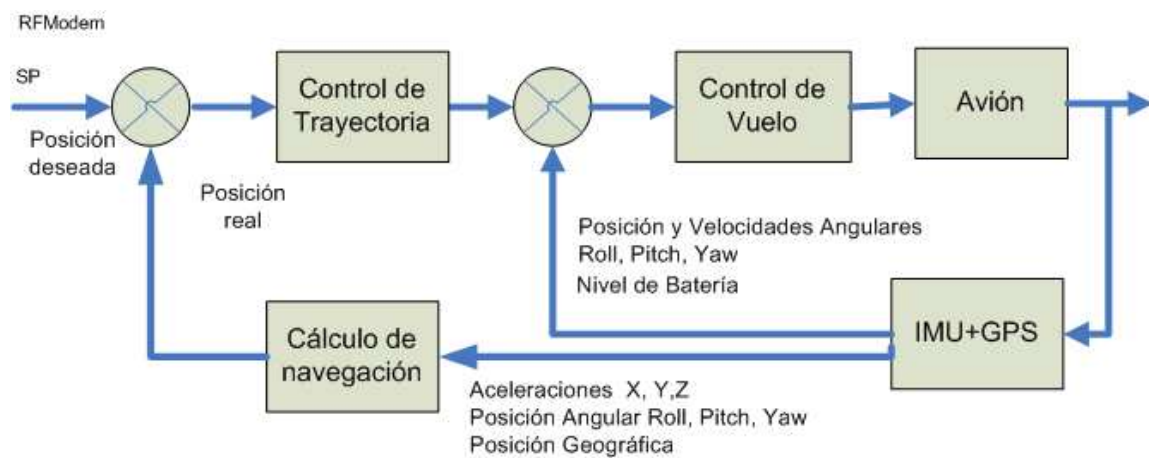 RFModem
SP
Posición
deseada
Control de
Trayectoria
Control de
Vuelo
Avión
Posición
real
Posición y Velocidades Angulares
Roll, Pitch, Yaw
Nivel de Batería
IMU+GPS
Cálculo de
navegación
Aceleraciones X, Y,Z
Posición Angular Roll, Pitch, Yaw
Posición Geográfica